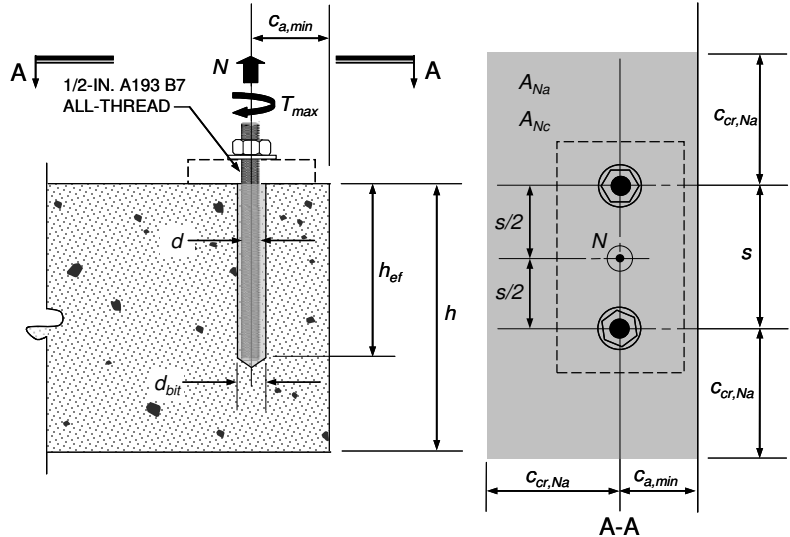 c_a,min
A
N
A
1/2-IN. A193 B7
ALL-THREAD
T_max
d
h_ef
h
d_bit
A_Na
A_Nc
c_cr,Na
s/2
N
s
s/2
c_cr,Na
c_cr,Na
c_a,min
A-A